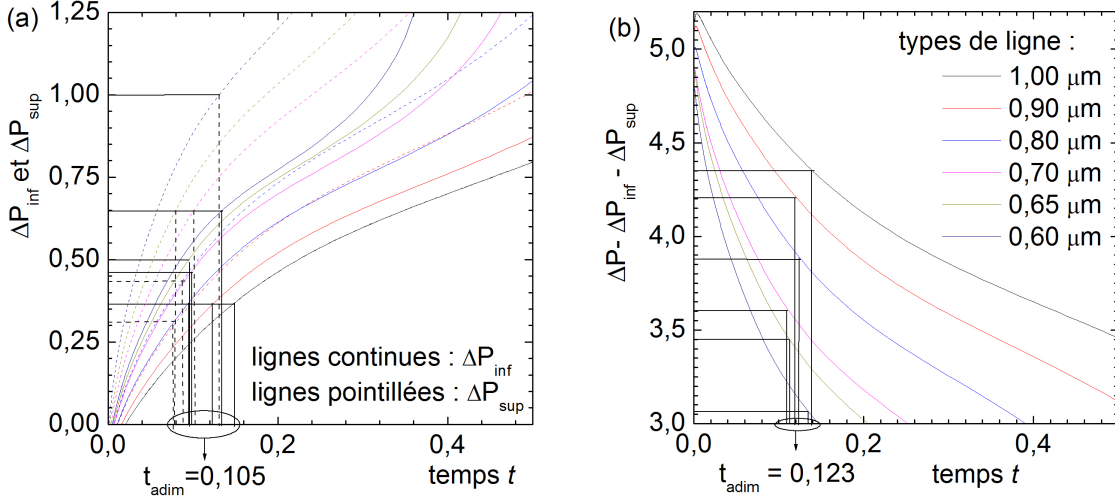 (a)
1,25
1,00
0,75
0,50
0,25
0,00
ΔP_inf et ΔP_sup
lignes continues : ΔP_inf
lignes pointillées : ΔP_sup
0,0
0,2
0,4
temps t
t_adim =0,105
(b)
5,0
4,5
4,0
3,5
3,0
ΔP- ΔP_inf - ΔP_sup
types de ligne :
1,00 μm
0,90 μm
0,80 μm
0,70 μm
0,65 μm
0,60 μm
0,0
0,2
0,4
temps t
t_adim = 0,123